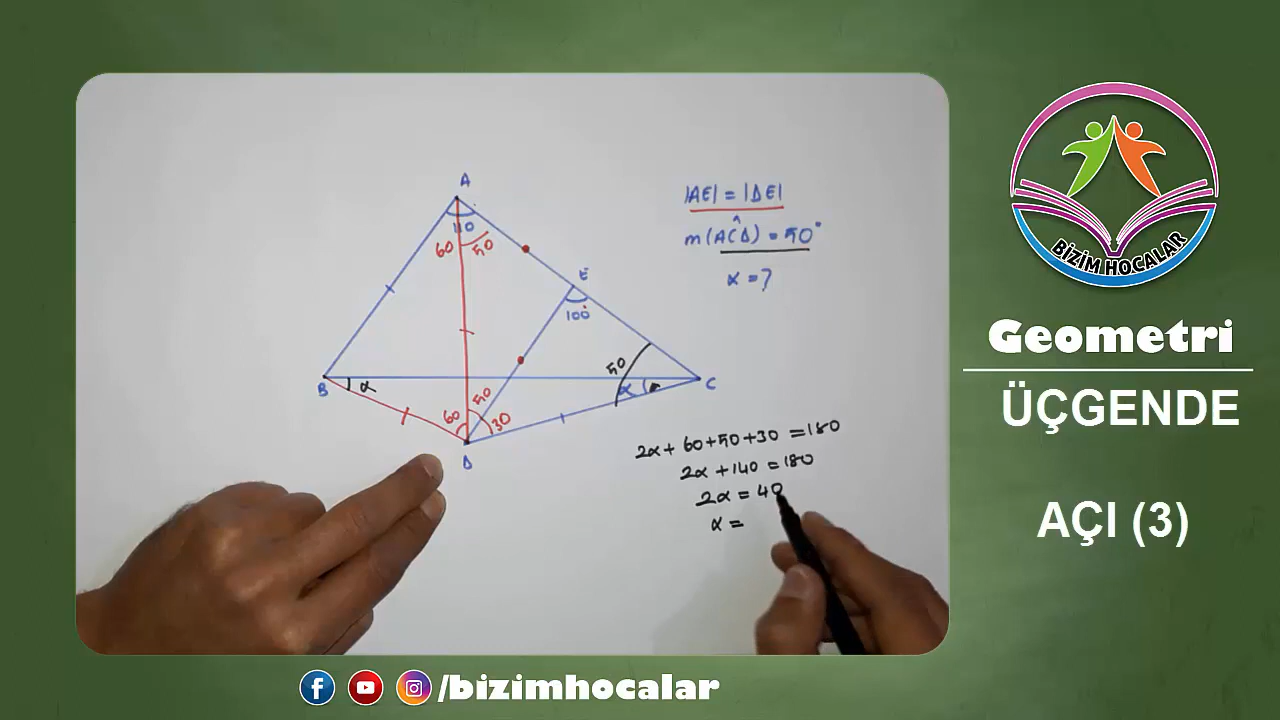 A
110
60 50
E
100°
50
B α
α C
60 50 30
D
|AE| = |DE|
m(AĈD) = 50°
α = ?
2α + 60+50+30 = 180
2α + 140 = 180
2α = 40
α =
BİZİM HOCALAR
Geometri
ÜÇGENDE
AÇI (3)
/bizimhocalar